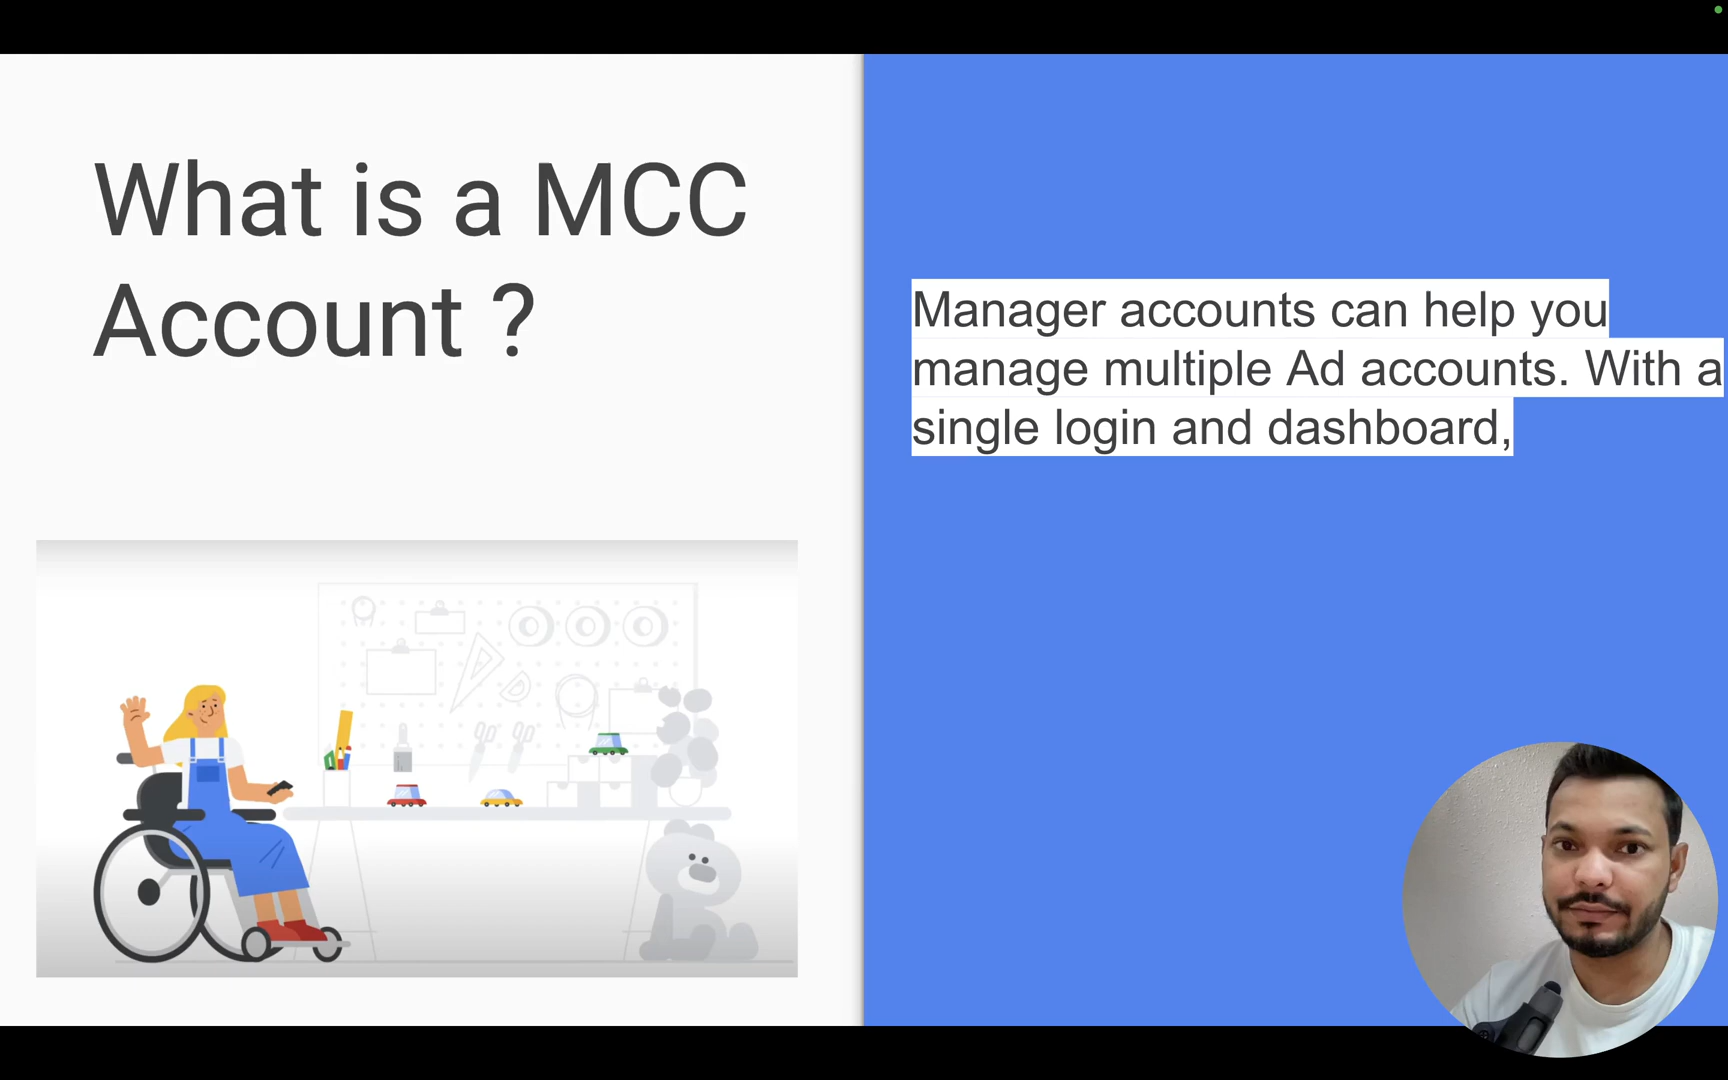 What is a MCC
Account ?
Manager accounts can help you
manage multiple Ad accounts. With a
single login and dashboard,